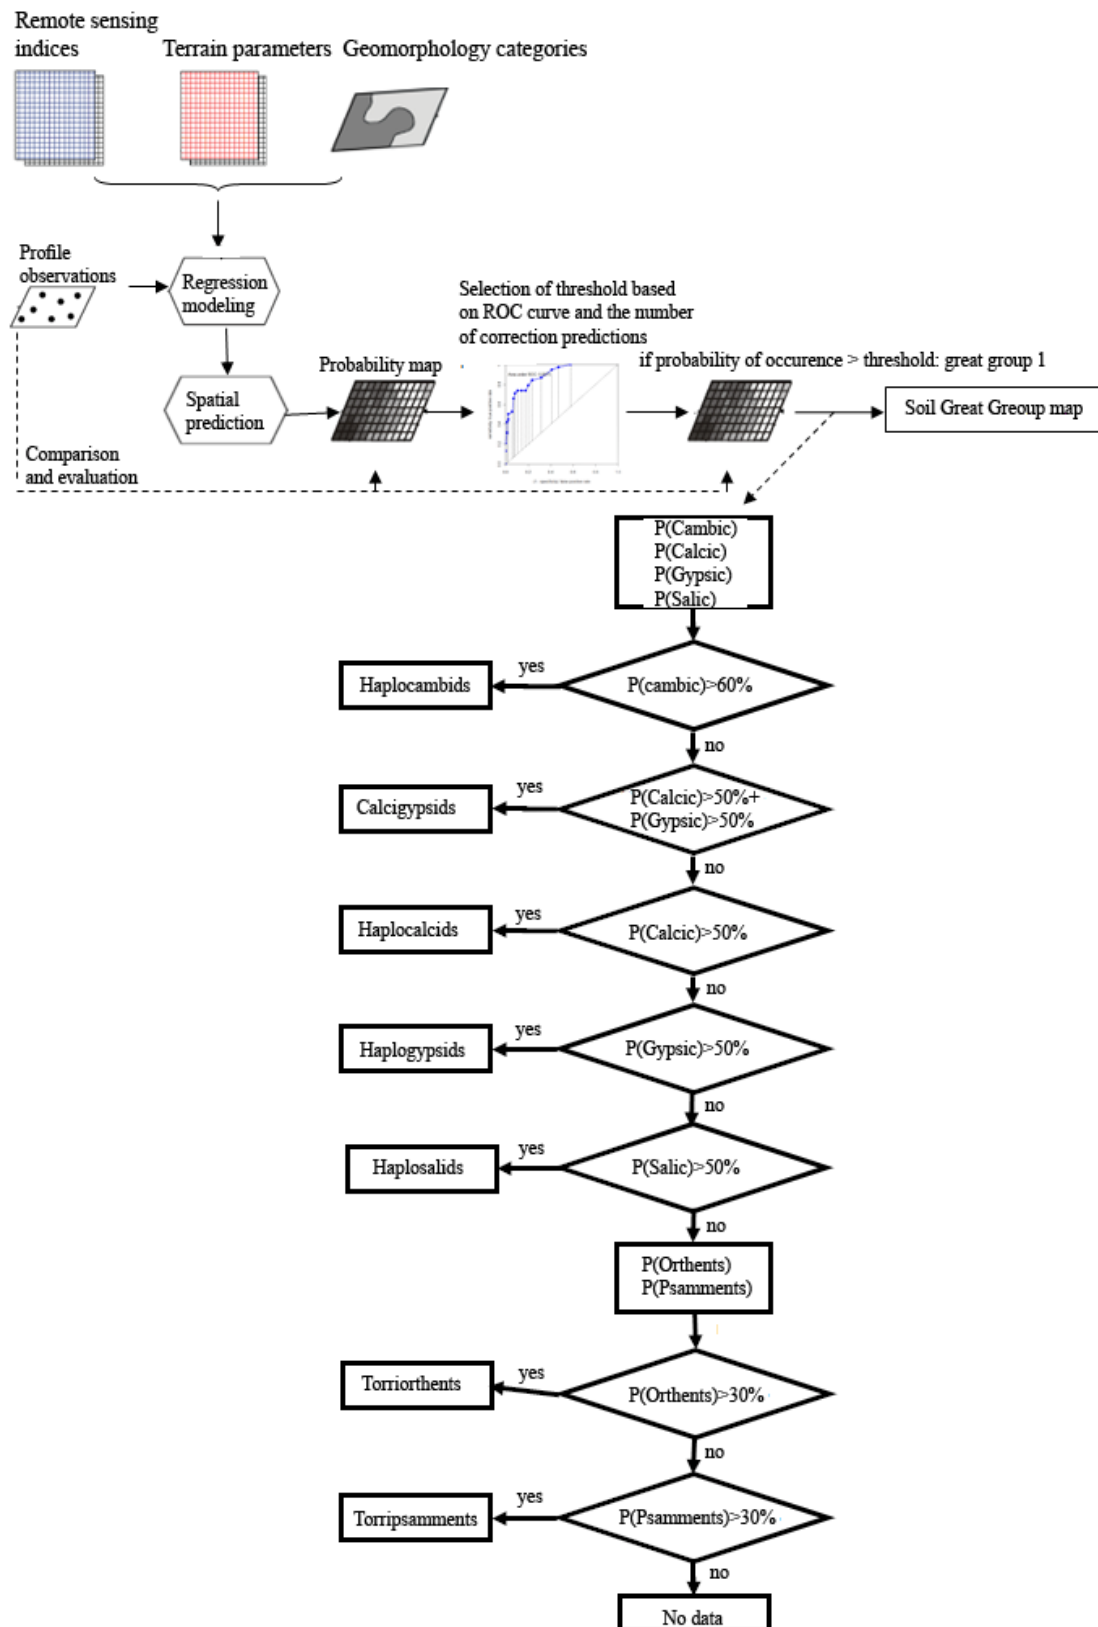 Remote sensing
indices
Terrain parameters
Geomorphology categories
Profile
observations
Regression
modeling
Selection of threshold based
on ROC curve and the number
of correction predictions
Probability map
if probability of occurence > threshold: great group 1
Spatial
prediction
Soil Great Greoup map
Comparison
and evaluation
P(Cambic)
P(Calcic)
P(Gypsic)
P(Salic)
yes
Haplocambids
P(cambic)>60%
no
yes
Calcigypsids
P(Calcic)>50%+
P(Gypsic)>50%
no
yes
Haplocalcids
P(Calcic)>50%
no
yes
Haplogypsids
P(Gypsic)>50%
no
yes
Haplosalids
P(Salic)>50%
no
P(Orthents)
P(Psamments)
yes
Torriorthents
P(Orthents)>30%
no
yes
Torripsamments
P(Psamments)>30%
no
No data